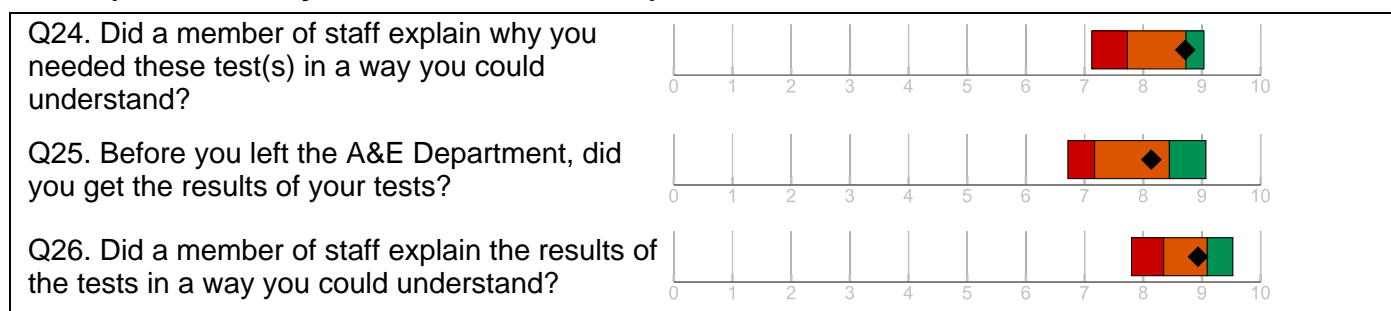 Q24. Did a member of staff explain why you
needed these test(s) in a way you could
understand?
0 1 2 3 4 5 6 7 8 9 10
Q25. Before you left the A&E Department, did
you get the results of your tests?
0 1 2 3 4 5 6 7 8 9 10
Q26. Did a member of staff explain the results of
the tests in a way you could understand?
0 1 2 3 4 5 6 7 8 9 10